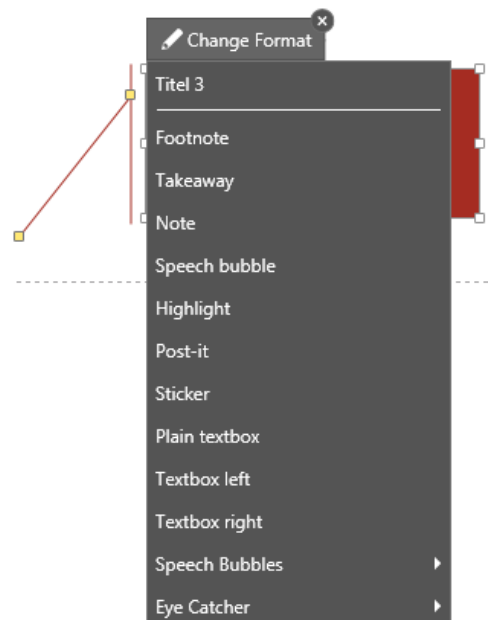 Change Format
Titel 3
Footnote
Takeaway
Note
Speech bubble
Highlight
Post-it
Sticker
Plain textbox
Textbox left
Textbox right
Speech Bubbles
Eye Catcher